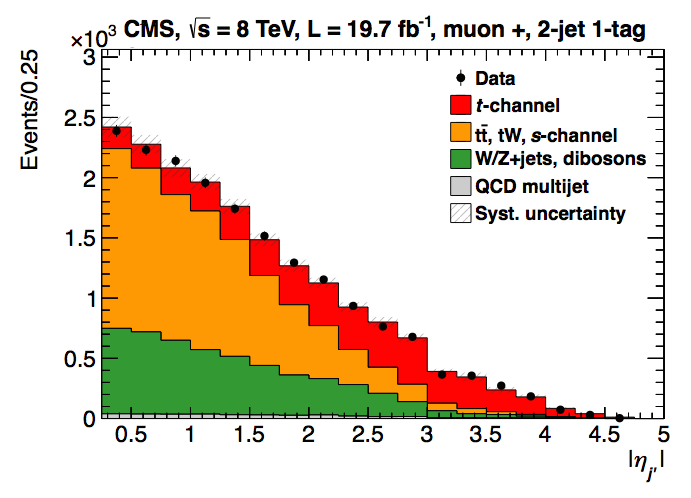 ×10³ CMS, √s = 8 TeV, L = 19.7 fb⁻¹, muon +, 2-jet 1-tag
Events/0.25
3
2.5
2
1.5
1
0.5
0
Data
t-channel
tt̄, tW, s-channel
W/Z+jets, dibosons
QCD multijet
Syst. uncertainty
0.5 1 1.5 2 2.5 3 3.5 4 4.5 5
|η_j'|